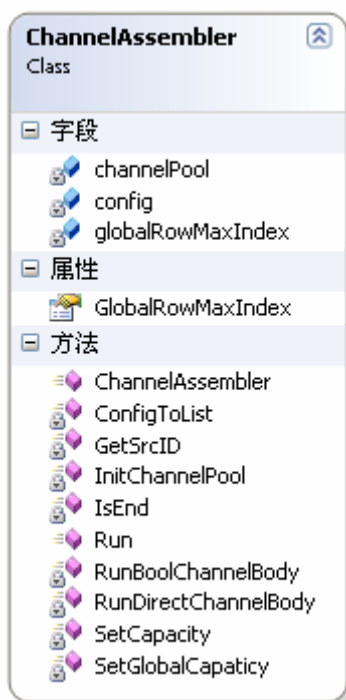 ChannelAssembler
Class
字段
channelPool
config
globalRowMaxIndex
属性
GlobalRowMaxIndex
方法
ChannelAssembler
ConfigToList
GetSrcID
InitChannelPool
IsEnd
Run
RunBoolChannelBody
RunDirectChannelBody
SetCapacity
SetGlobalCapaticy